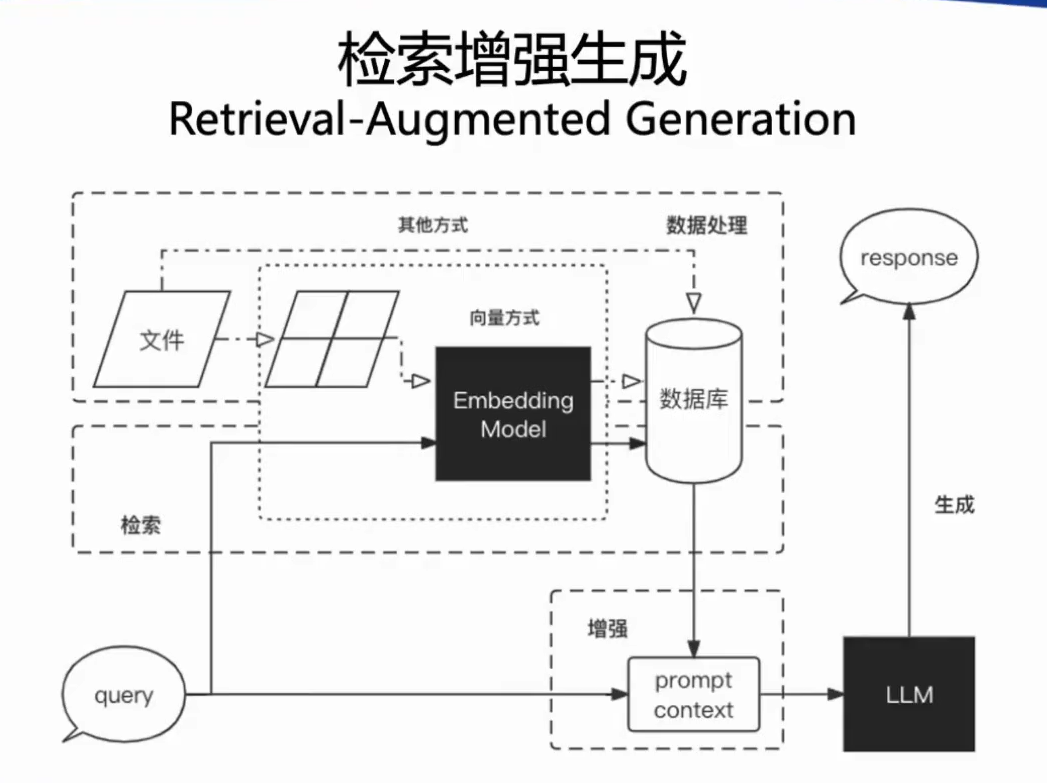 检索增强生成
Retrieval-Augmented Generation
其他方式
数据处理
response
文件
向量方式
Embedding
Model
数据库
检索
生成
增强
query
prompt
context
LLM